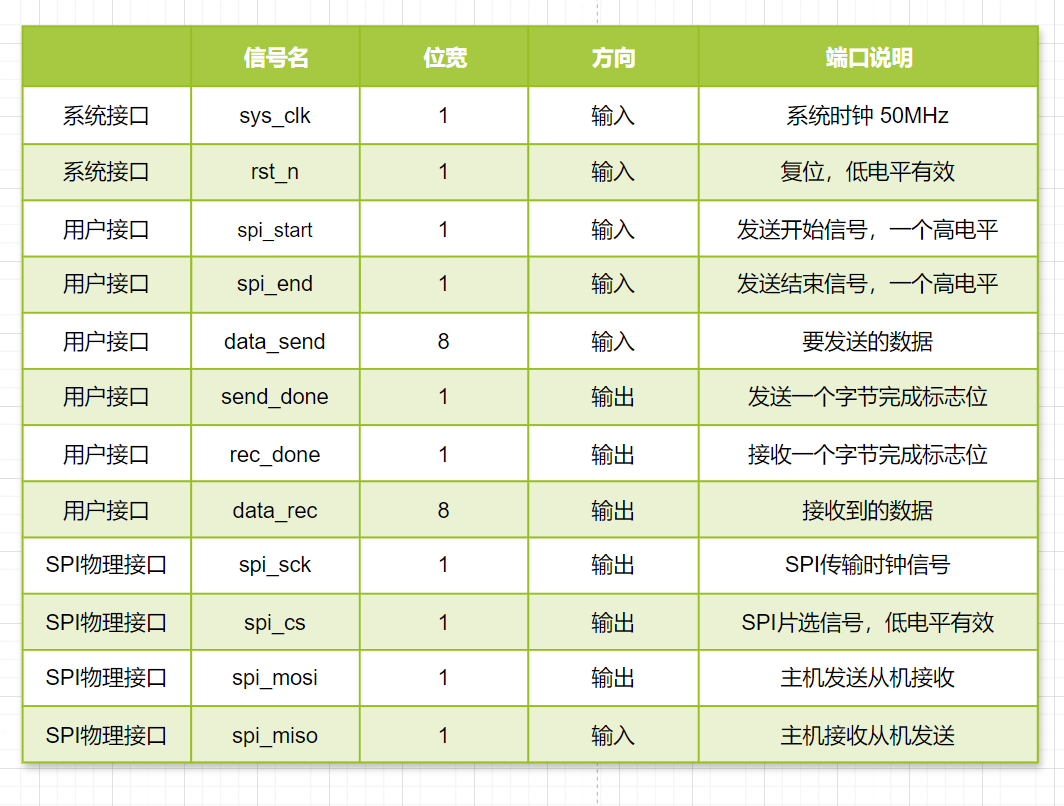 信号名 位宽 方向 端口说明
系统接口 sys_clk 1 输入 系统时钟 50MHz
系统接口 rst_n 1 输入 复位，低电平有效
用户接口 spi_start 1 输入 发送开始信号，一个高电平
用户接口 spi_end 1 输入 发送结束信号，一个高电平
用户接口 data_send 8 输入 要发送的数据
用户接口 send_done 1 输出 发送一个字节完成标志位
用户接口 rec_done 1 输出 接收一个字节完成标志位
用户接口 data_rec 8 输出 接收到的数据
SPI物理接口 spi_sck 1 输出 SPI传输时钟信号
SPI物理接口 spi_cs 1 输出 SPI片选信号，低电平有效
SPI物理接口 spi_mosi 1 输出 主机发送从机接收
SPI物理接口 spi_miso 1 输入 主机接收从机发送